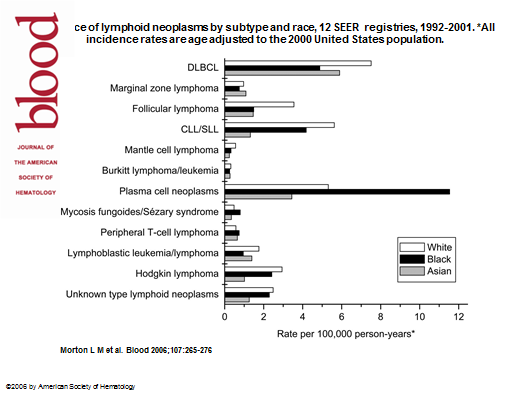 ce of lymphoid neoplasms by subtype and race, 12 SEER registries, 1992-2001. *All
incidence rates are age adjusted to the 2000 United States population.
blood
JOURNAL OF
THE AMERICAN
SOCIETY OF
HEMATOLOGY
DLBCL
Marginal zone lymphoma
Follicular lymphoma
CLL/SLL
Mantle cell lymphoma
Burkitt lymphoma/leukemia
Plasma cell neoplasms
Mycosis fungoides/Sézary syndrome
Peripheral T-cell lymphoma
Lymphoblastic leukemia/lymphoma
Hodgkin lymphoma
Unknown type lymphoid neoplasms
White
Black
Asian
0 2 4 6 8 10 12
Rate per 100,000 person-years*
Morton L M et al. Blood 2006;107:265-276
©2006 by American Society of Hematology